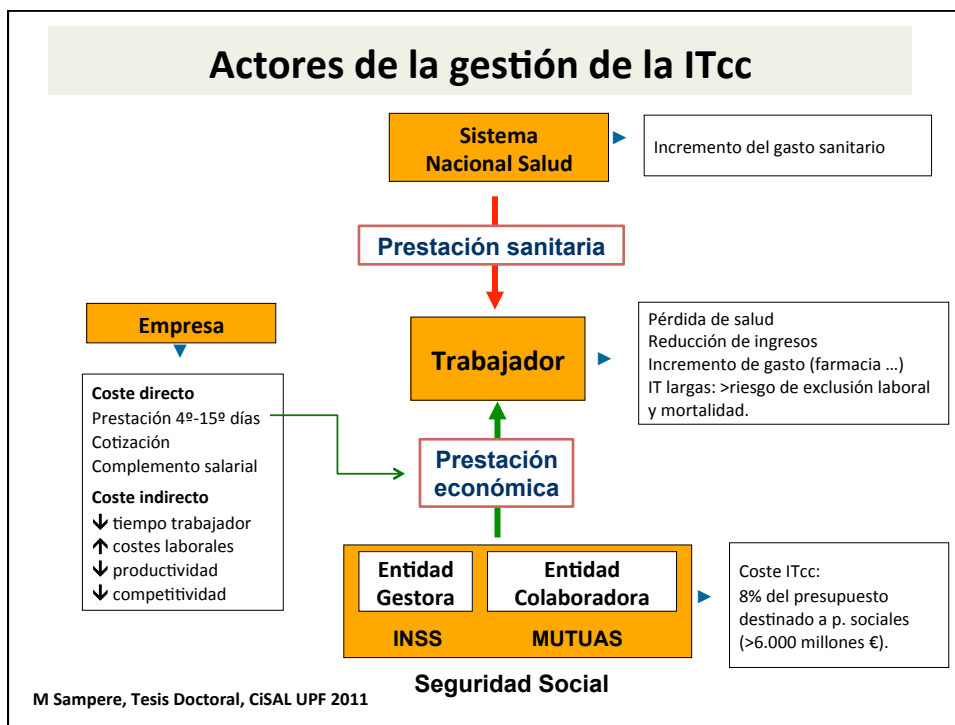 Actores de la gestión de la ITcc
Sistema
Nacional Salud
Incremento del gasto sanitario
Prestación sanitaria
Empresa
Trabajador
Pérdida de salud
Reducción de ingresos
Incremento de gasto (farmacia ...)
IT largas: >riesgo de exclusión laboral
y mortalidad.
Coste directo
Prestación 4º-15º días
Cotización
Complemento salarial
Coste indirecto
↓ tiempo trabajador
↑ costes laborales
↓ productividad
↓ competitividad
Prestación
económica
Entidad
Gestora
Entidad
Colaboradora
INSS
MUTUAS
Coste ITcc:
8% del presupuesto
destinado a p. sociales
(>6.000 millones €).
Seguridad Social
M Sampere, Tesis Doctoral, CiSAL UPF 2011